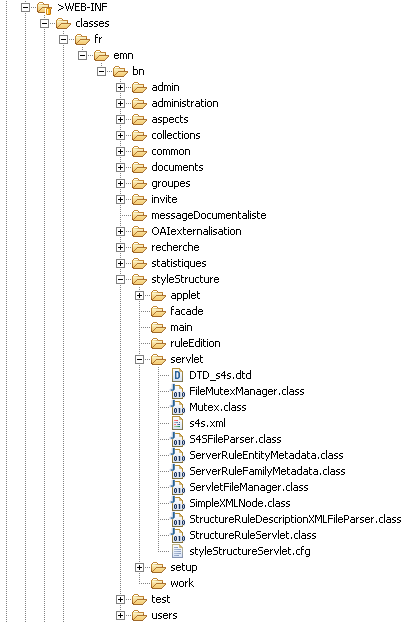 >WEB-INF
classes
fr
emn
bn
admin
administration
aspects
collections
common
documents
groupes
invite
messageDocumentaliste
OAIexternalisation
recherche
statistiques
styleStructure
applet
facade
main
ruleEdition
servlet
DTD_s4s.dtd
FileMutexManager.class
Mutex.class
s4s.xml
S4SFileParser.class
ServerRuleEntityMetadata.class
ServerRuleFamilyMetadata.class
ServletFileManager.class
SimpleXMLNode.class
StructureRuleDescriptionXMLFileParser.class
StructureRuleServlet.class
styleStructureServlet.cfg
setup
work
test
users